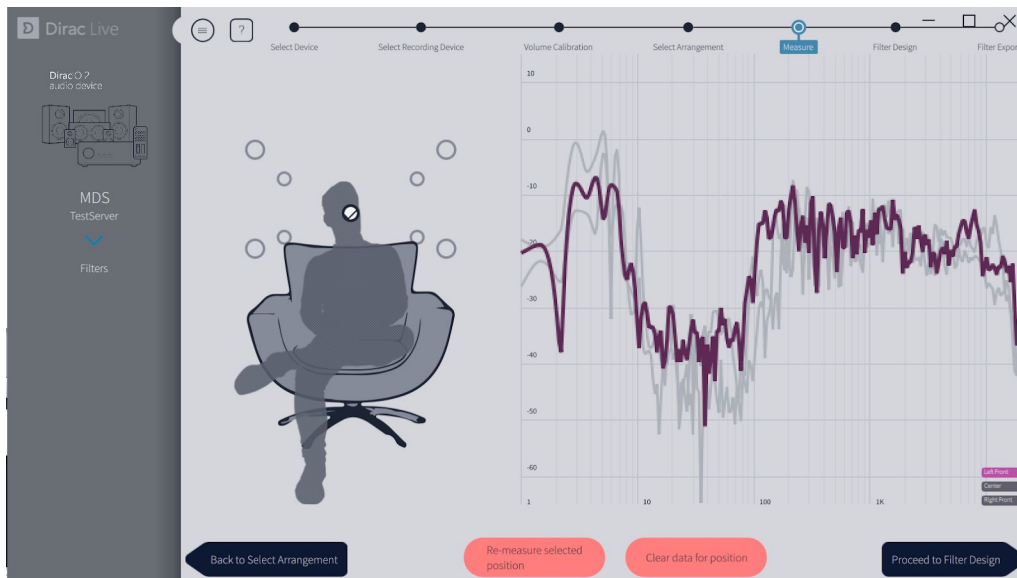 Dirac Live
?
Select Device
Select Recording Device
Volume Calibration
Select Arrangement
Measure
Filter Design
Filter Expor
audio device
MDS
TestServer
Filters
10
0
-10
-20
-30
-40
-50
-60
1
10
100
1K
Left Front
Center
Right Front
Back to Select Arrangement
Re-measure selected
position
Clear data for position
Proceed to Filter Design